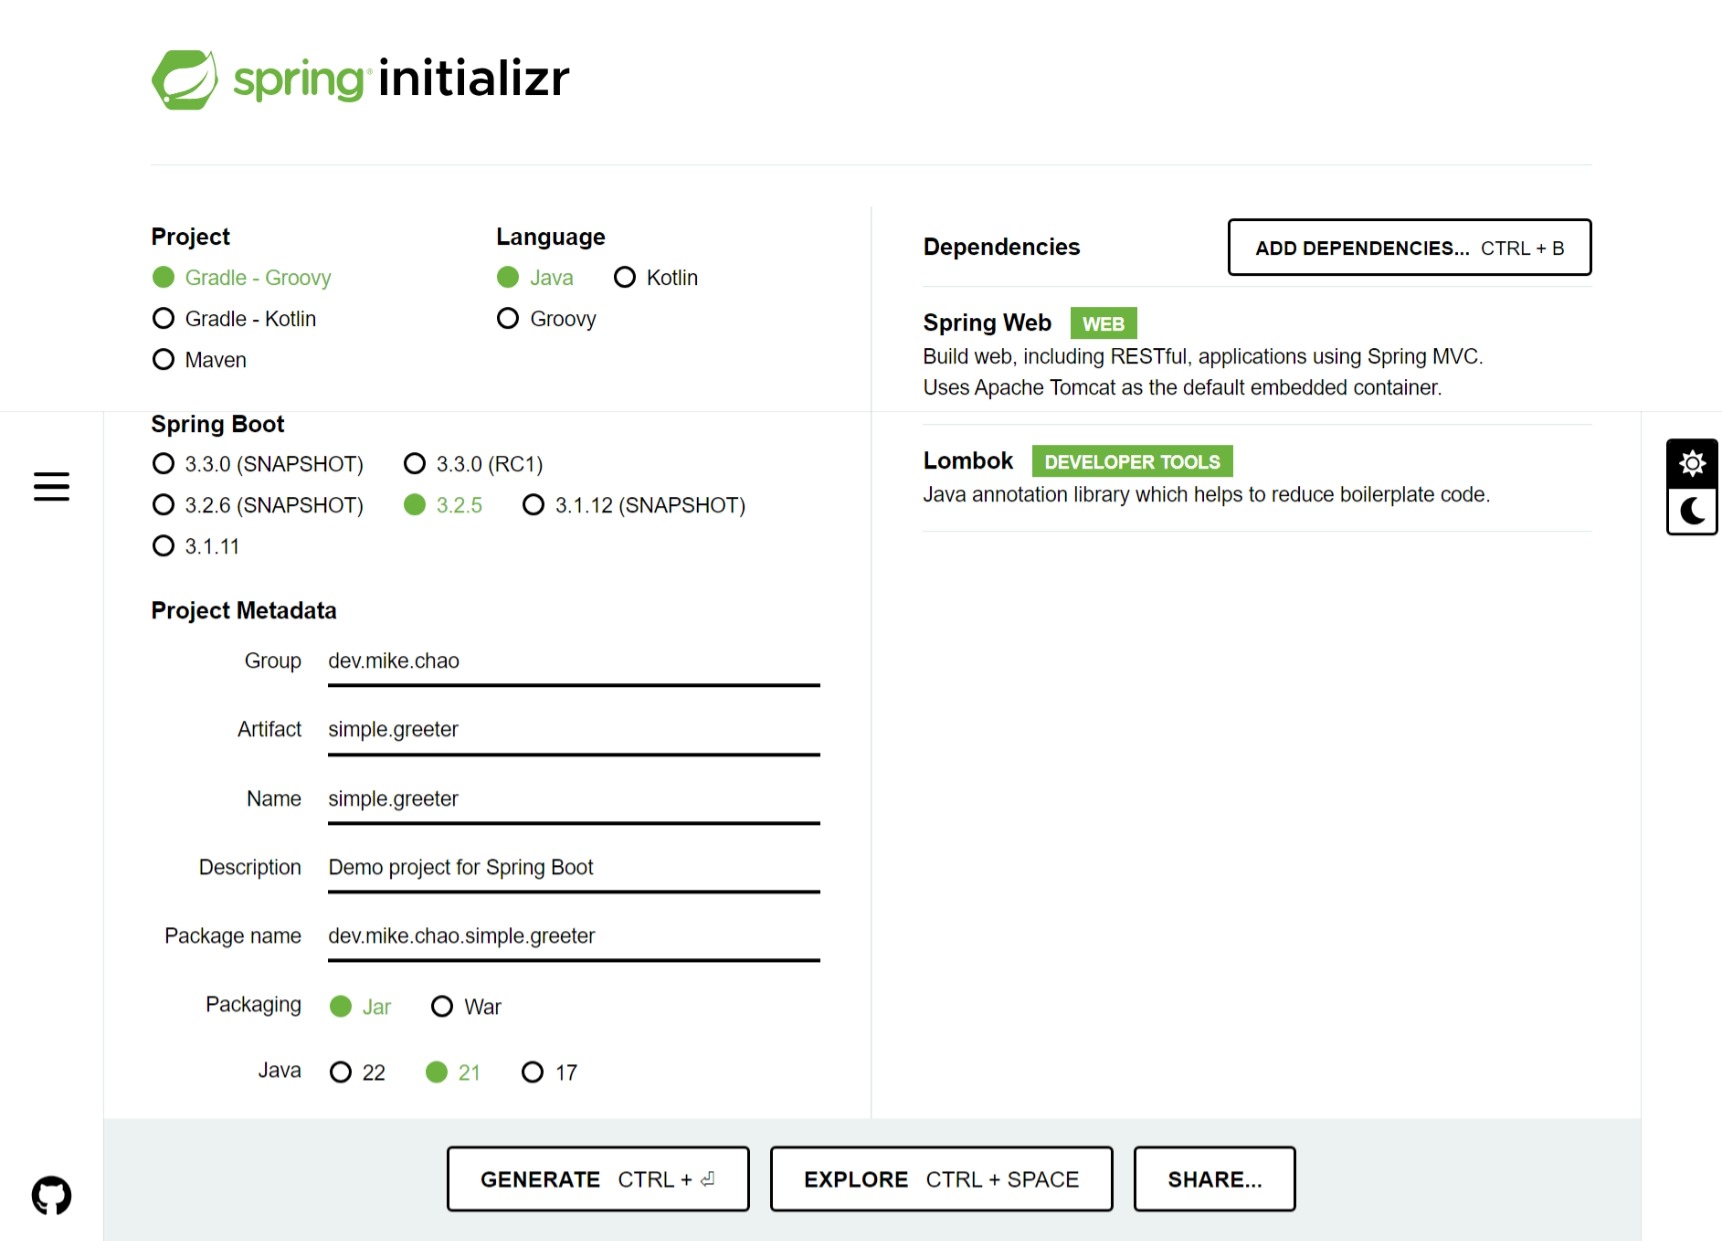 spring initializr
Project
Gradle - Groovy
Gradle - Kotlin
Maven
Language
Java Kotlin
Groovy
Spring Boot
3.3.0 (SNAPSHOT) 3.3.0 (RC1)
3.2.6 (SNAPSHOT) 3.2.5 3.1.12 (SNAPSHOT)
3.1.11
Project Metadata
Group dev.mike.chao
Artifact simple.greeter
Name simple.greeter
Description Demo project for Spring Boot
Package name dev.mike.chao.simple.greeter
Packaging Jar War
Java 22 21 17
Dependencies ADD DEPENDENCIES... CTRL + B
Spring Web WEB
Build web, including RESTful, applications using Spring MVC.
Uses Apache Tomcat as the default embedded container.
Lombok DEVELOPER TOOLS
Java annotation library which helps to reduce boilerplate code.
GENERATE CTRL + ⏎ EXPLORE CTRL + SPACE SHARE...